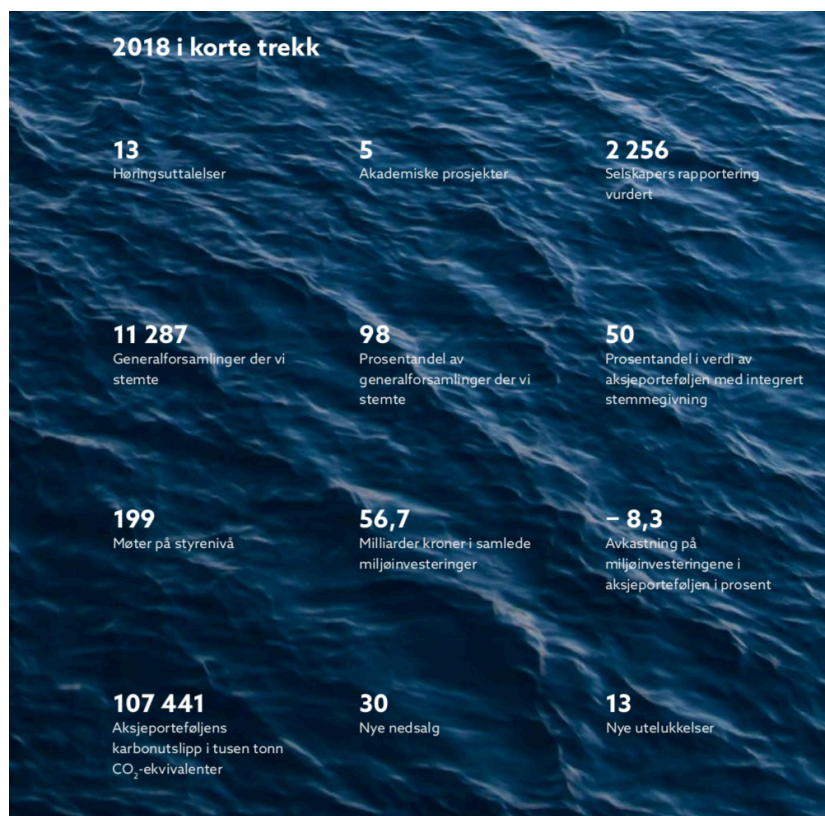 2018 i korte trekk
13
Høringsuttalelser
5
Akademiske prosjekter
2 256
Selskapers rapportering
vurdert
11 287
Generalforsamlinger der vi
stemte
98
Prosentandel av
generalforsamlinger der vi
stemte
50
Prosentandel i verdi av
aksjeporteføljen med integrert
stemmegivning
199
Møter på styrenivå
56,7
Milliarder kroner i samlede
miljøinvesteringer
– 8,3
Avkastning på
miljøinvesteringene i
aksjeporteføljen i prosent
107 441
Aksjeporteføljens
karbonutslipp i tusen tonn
CO₂-ekvivalenter
30
Nye nedsalg
13
Nye utelukkelser